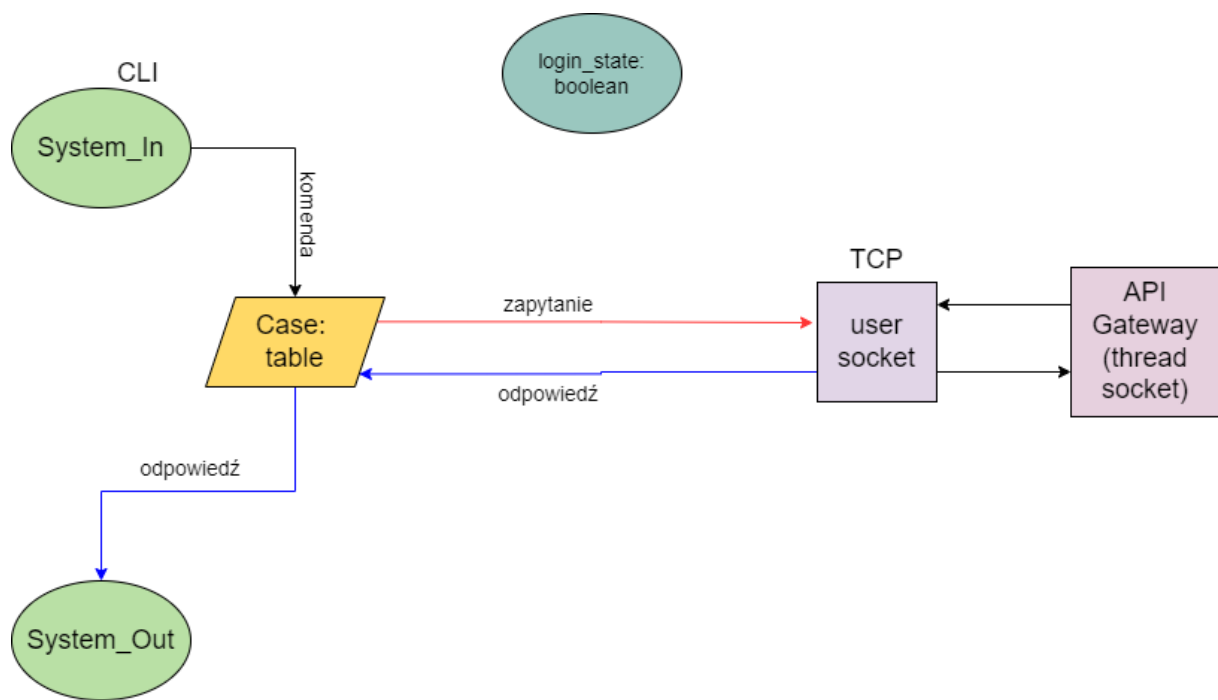 login_state:
boolean
CLI
System_In
komenda
TCP
Case:
table
zapytanie
user
socket
API
Gateway
(thread
socket)
odpowiedź
odpowiedź
System_Out